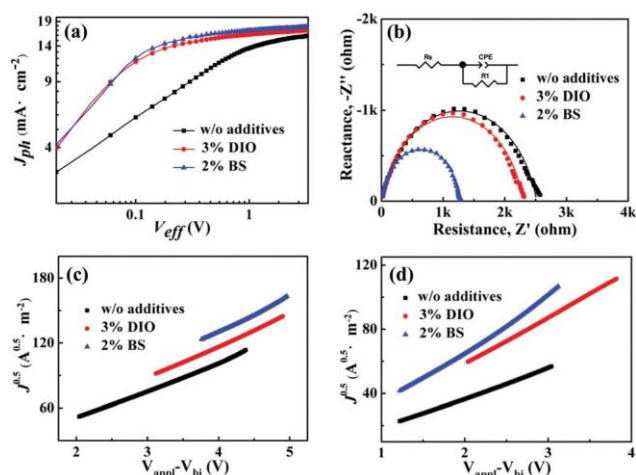 (a)
19
14
9
4
J_ph (mA· cm⁻²)
w/o additives
3% DIO
2% BS
0.1
1
V_eff (V)
(b)
-2k
-1k
0
Reactance, -Z'' (ohm)
Rs
CPE
R1
w/o additives
3% DIO
2% BS
0
1k
2k
3k
4k
Resistance, Z' (ohm)
(c)
180
120
60
J^0.5 (A^0.5· m⁻²)
w/o additives
3% DIO
2% BS
2
3
4
5
V_appl-V_bi (V)
(d)
120
80
40
J^0.5 (A^0.5· m⁻²)
w/o additives
3% DIO
2% BS
1
2
3
4
V_appl-V_bi (V)